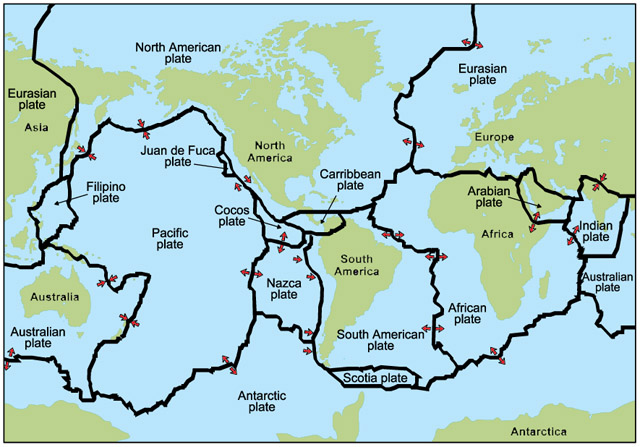 North American
plate
Eurasian
plate
Eurasian
plate
Asia
Europe
Juan de Fuca
plate
North
America
Carribbean
plate
Filipino
plate
Arabian
plate
Cocos
plate
Pacific
plate
Africa
Indian
plate
South
America
Nazca
plate
Australian
plate
Australia
African
plate
Australian
plate
South American
plate
Scotia plate
Antarctic
plate
Antarctica